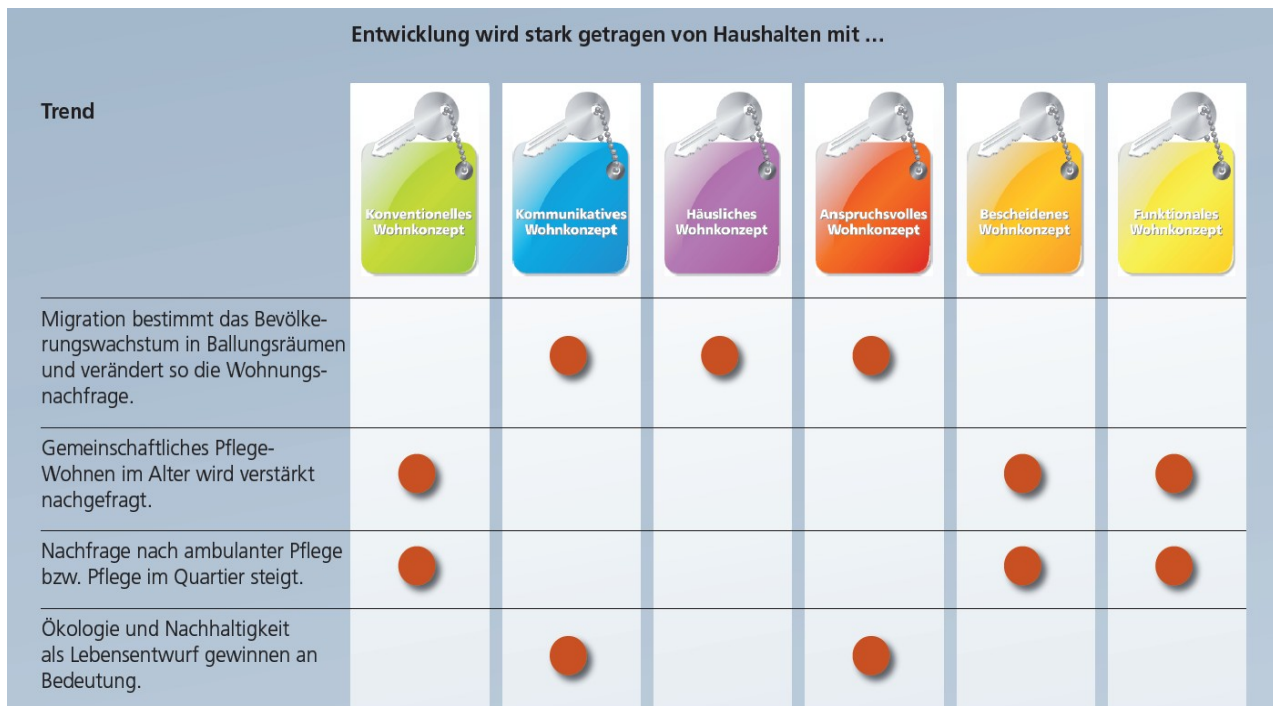 Entwicklung wird stark getragen von Haushalten mit …
Trend
Konventionelles
Wohnkonzept
Kommunikatives
Wohnkonzept
Häusliches
Wohnkonzept
Anspruchsvolles
Wohnkonzept
Bescheidenes
Wohnkonzept
Funktionales
Wohnkonzept
Migration bestimmt das Bevölke-
rungswachstum in Ballungsräumen
und verändert so die Wohnungs-
nachfrage.
Gemeinschaftliches Pflege-
Wohnen im Alter wird verstärkt
nachgefragt.
Nachfrage nach ambulanter Pflege
bzw. Pflege im Quartier steigt.
Ökologie und Nachhaltigkeit
als Lebensentwurf gewinnen an
Bedeutung.